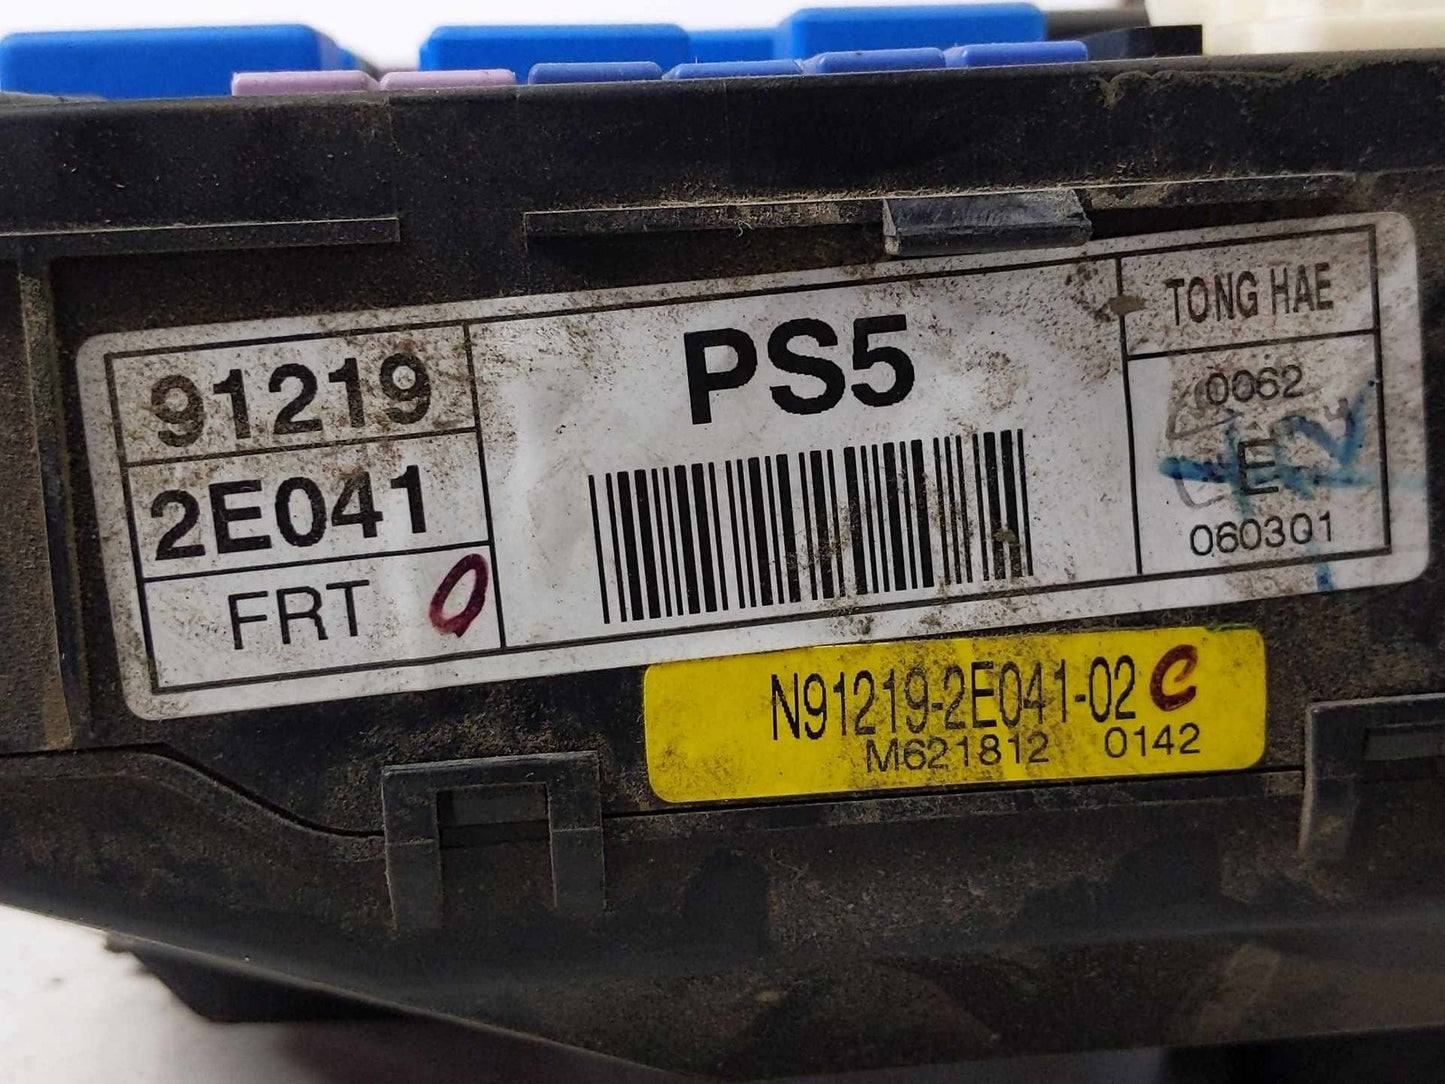 91219
2E041
FRT O
PS5
TONG HAE
0062
E
060301
N91219-2E041-02 C
M621812 0142